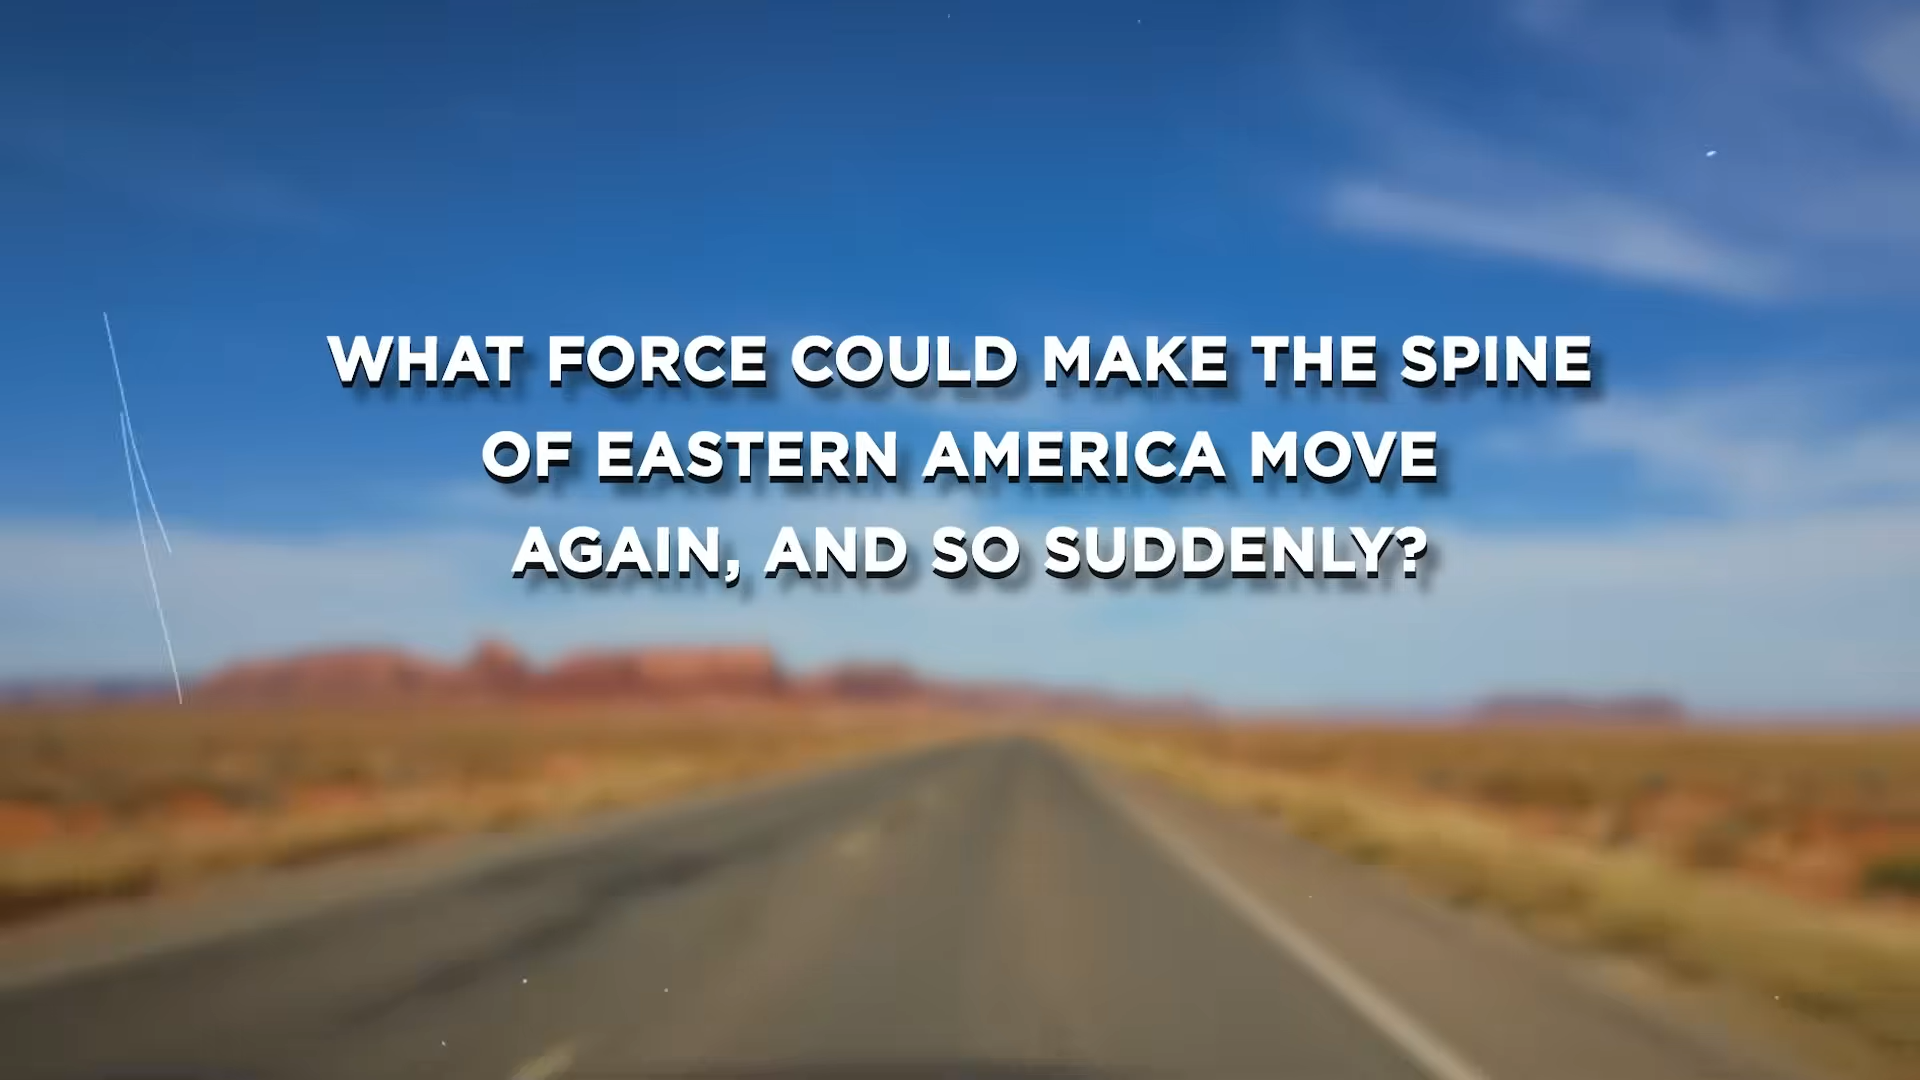 WHAT FORCE COULD MAKE THE SPINE
OF EASTERN AMERICA MOVE
AGAIN, AND SO SUDDENLY?